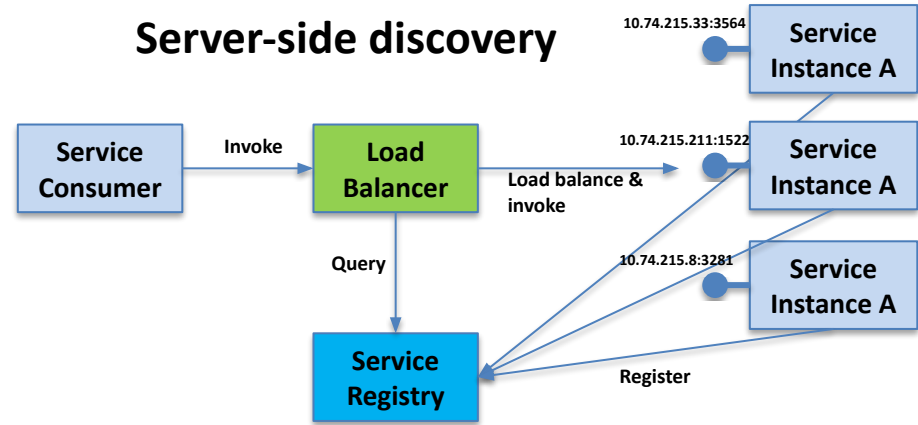 Server-side discovery
10.74.215.33:3564
Service
Instance A
Service
Consumer
Invoke
Load
Balancer
Load balance &
invoke
10.74.215.211:1522
Service
Instance A
Query
10.74.215.8:3281
Service
Instance A
Service
Registry
Register